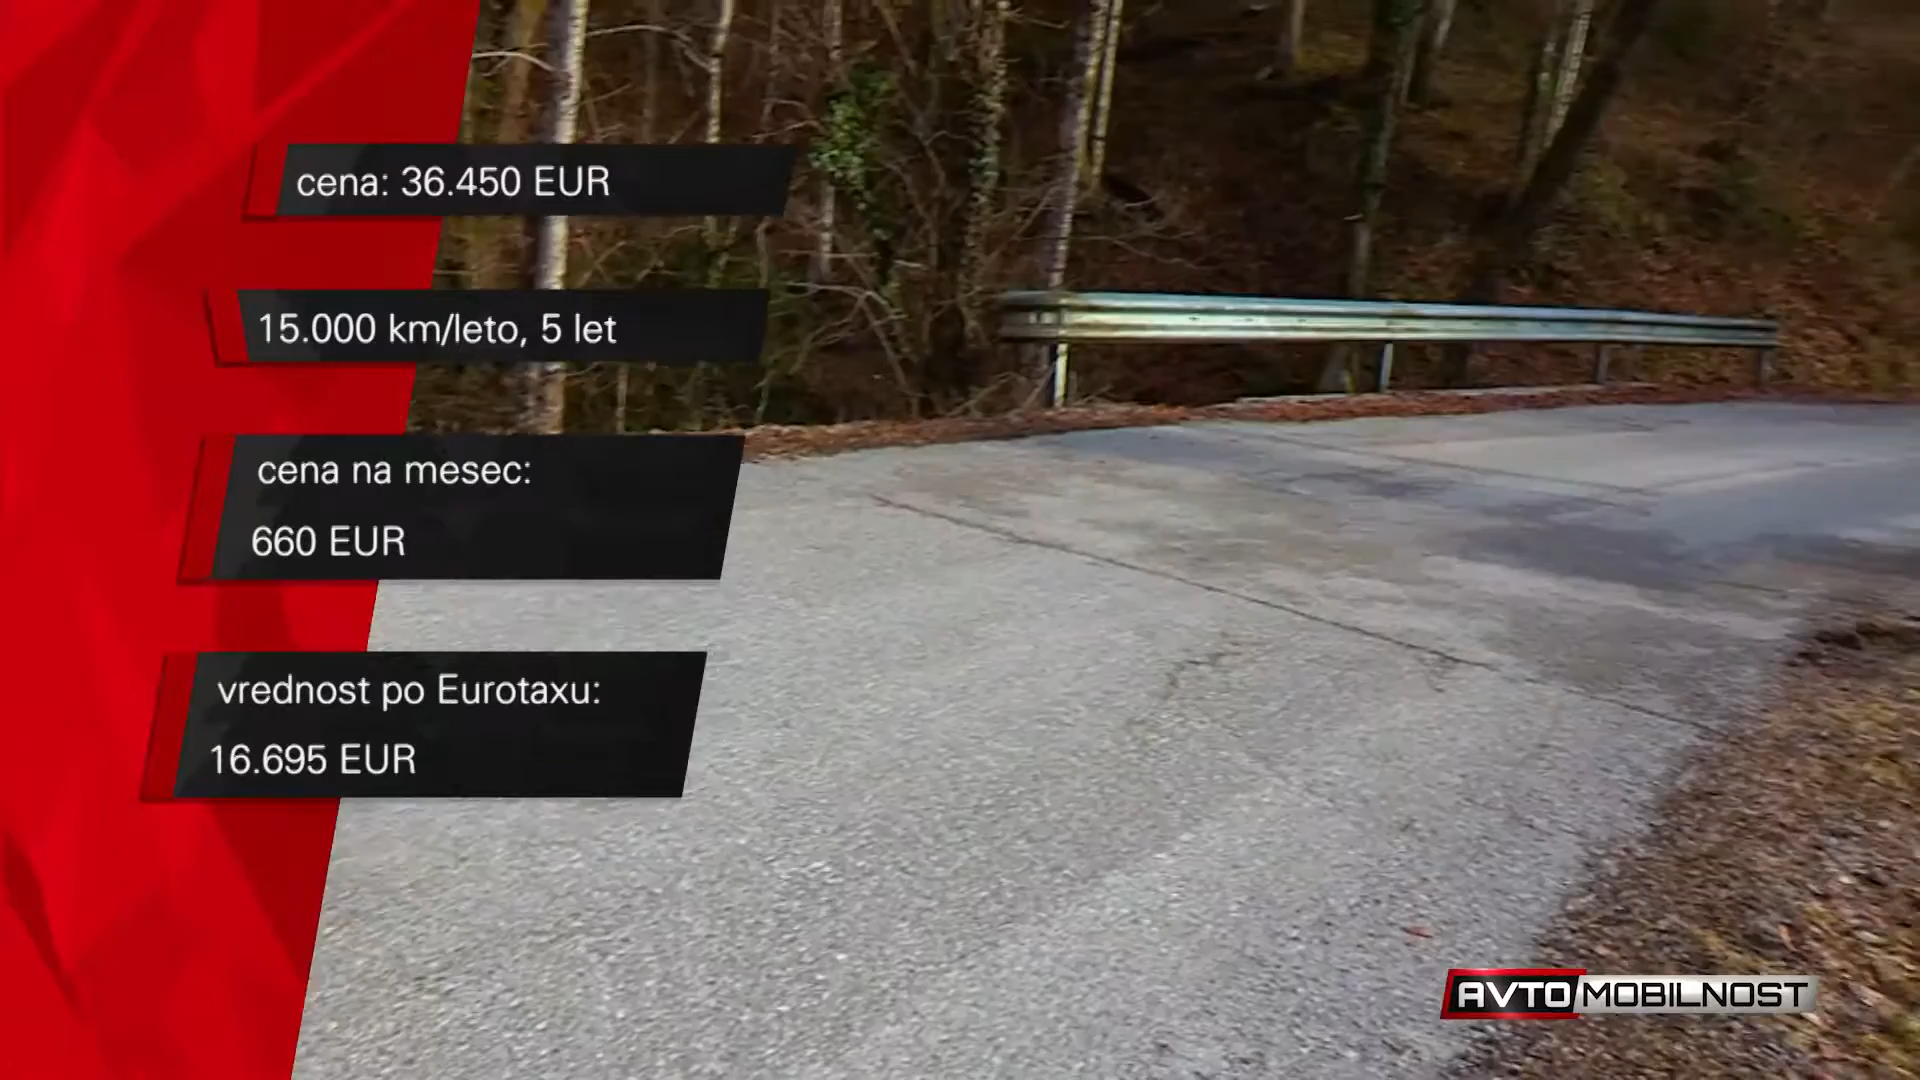 cena: 36.450 EUR
15.000 km/leto, 5 let
cena na mesec:
660 EUR
vrednost po Eurotaxu:
16.695 EUR
AVTOMOBILNOST